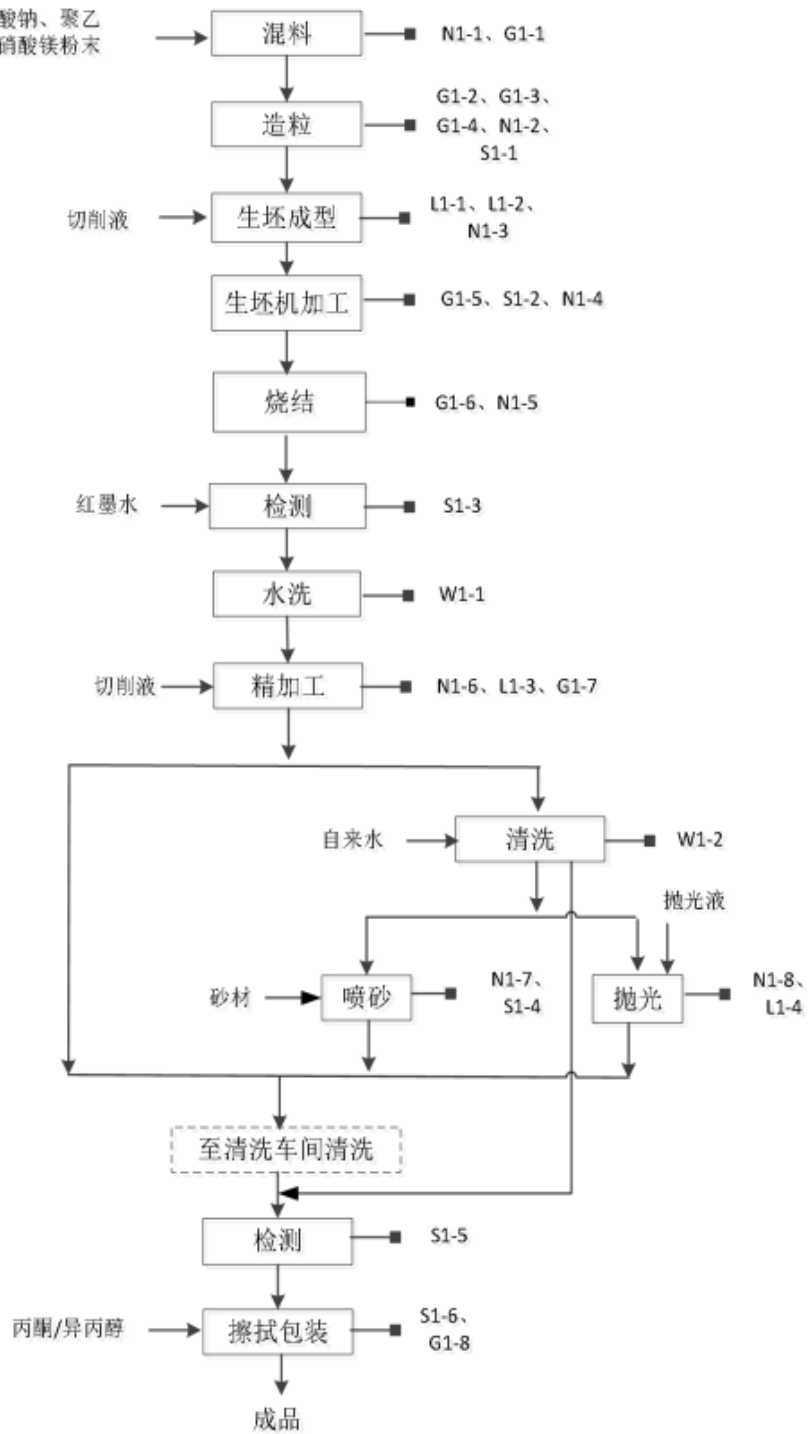 酸钠、聚乙
硝酸镁粉末
混料
N1-1、G1-1
造粒
G1-2、G1-3、
G1-4、N1-2、
S1-1
切削液
生坯成型
L1-1、L1-2、
N1-3
生坯机加工
G1-5、S1-2、N1-4
烧结
G1-6、N1-5
红墨水
检测
S1-3
水洗
W1-1
切削液
精加工
N1-6、L1-3、G1-7
自来水
清洗
W1-2
抛光液
砂材
喷砂
N1-7、
S1-4
抛光
N1-8、
L1-4
至清洗车间清洗
检测
S1-5
丙酮/异丙醇
擦拭包装
S1-6、
G1-8
成品